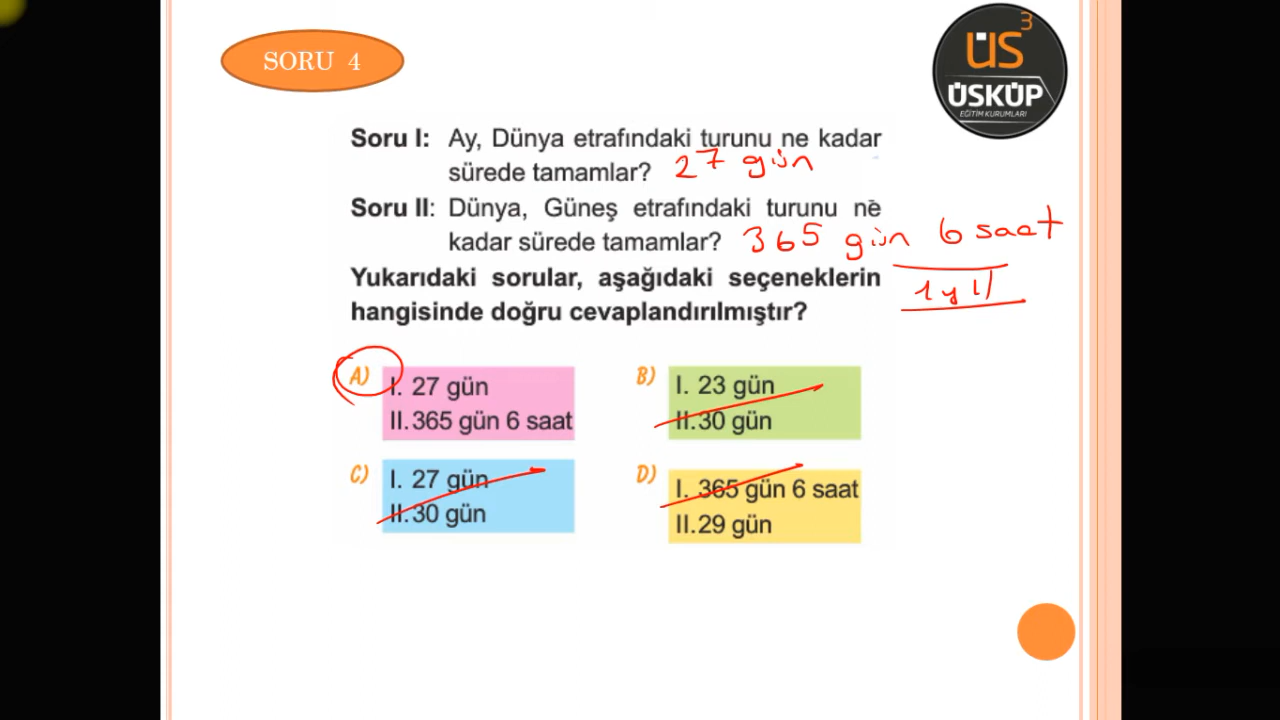 SORU 4
ÜS3
ÜSKÜP
EĞİTİM KURUMLARI
Soru I: Ay, Dünya etrafındaki turunu ne kadar
sürede tamamlar? 27 gün
Soru II: Dünya, Güneş etrafındaki turunu ne
kadar sürede tamamlar? 365 gün 6 saat
1 yıl
Yukarıdaki sorular, aşağıdaki seçeneklerin
hangisinde doğru cevaplandırılmıştır?
A) I. 27 gün
II. 365 gün 6 saat
B) I. 23 gün
II. 30 gün
C) I. 27 gün
II. 30 gün
D) I. 365 gün 6 saat
II. 29 gün